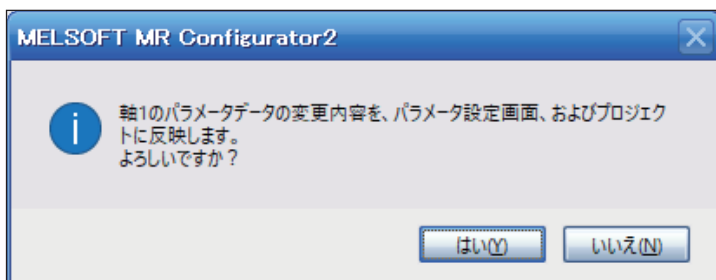 MELSOFT MR Configurator2
軸1のパラメータデータの変更内容を、パラメータ設定画面、およびプロジェク
トに反映します。
よろしいですか？
はい(Y)
いいえ(N)